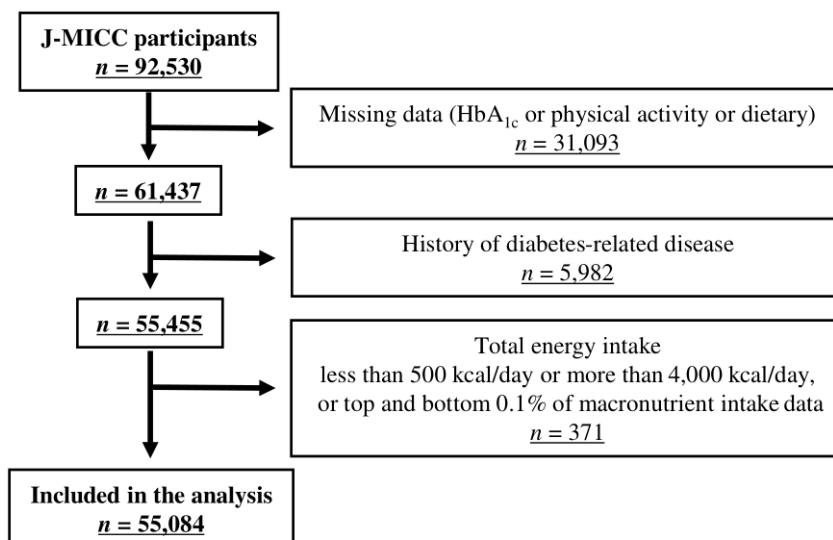 J-MICC participants
n = 92,530
Missing data (HbA1c or physical activity or dietary)
n = 31,093
n = 61,437
History of diabetes-related disease
n = 5,982
n = 55,455
Total energy intake
less than 500 kcal/day or more than 4,000 kcal/day,
or top and bottom 0.1% of macronutrient intake data
n = 371
Included in the analysis
n = 55,084